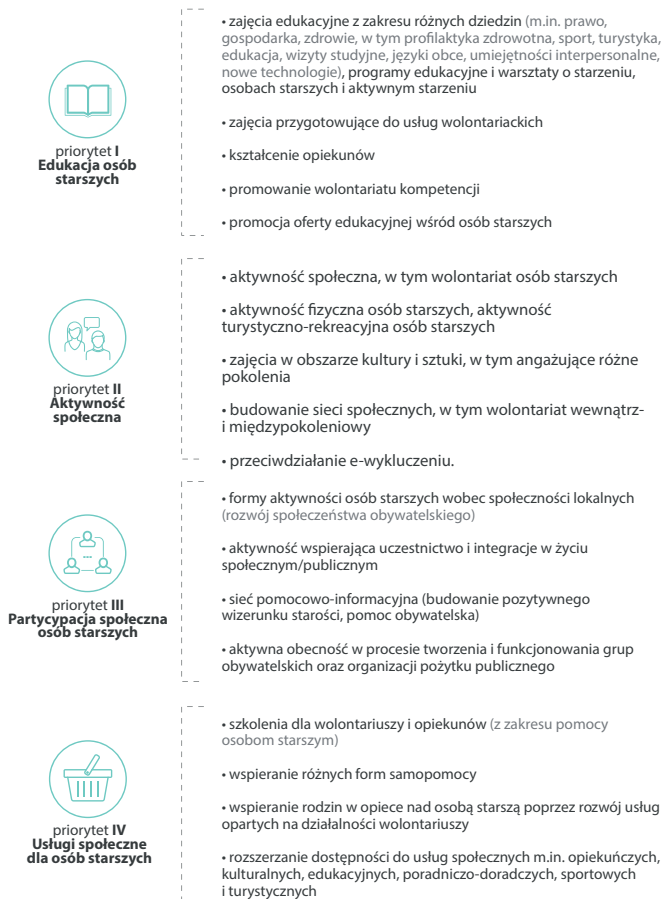 • zajęcia edukacyjne z zakresu różnych dziedzin (m.in. prawo,
gospodarka, zdrowie, w tym profilaktyka zdrowotna, sport, turystyka,
edukacja, wizyty studyjne, języki obce, umiejętności interpersonalne,
nowe technologie), programy edukacyjne i warsztaty o starzeniu,
osobach starszych i aktywnym starzeniu
• zajęcia przygotowujące do usług wolontariackich
• kształcenie opiekunów
• promowanie wolontariatu kompetencji
• promocja oferty edukacyjnej wśród osób starszych
priorytet I
Edukacja osób
starszych
• aktywność społeczna, w tym wolontariat osób starszych
• aktywność fizyczna osób starszych, aktywność
turystyczno-rekreacyjna osób starszych
• zajęcia w obszarze kultury i sztuki, w tym angażujące różne
pokolenia
• budowanie sieci społecznych, w tym wolontariat wewnątrz-
i międzypokoleniowy
• przeciwdziałanie e-wykluczeniu.
priorytet II
Aktywność
społeczna
• formy aktywności osób starszych wobec społeczności lokalnych
(rozwój społeczeństwa obywatelskiego)
• aktywność wspierająca uczestnictwo i integracje w życiu
społecznym/publicznym
• sieć pomocowo-informacyjna (budowanie pozytywnego
wizerunku starości, pomoc obywatelska)
• aktywna obecność w procesie tworzenia i funkcjonowania grup
obywatelskich oraz organizacji pożytku publicznego
priorytet III
Partycypacja społeczna
osób starszych
• szkolenia dla wolontariuszy i opiekunów (z zakresu pomocy
osobom starszym)
• wspieranie różnych form samopomocy
• wspieranie rodzin w opiece nad osobą starszą poprzez rozwój usług
opartych na działalności wolontariuszy
• rozszerzanie dostępności do usług społecznych m.in. opiekuńczych,
kulturalnych, edukacyjnych, poradniczo-doradczych, sportowych
i turystycznych
priorytet IV
Usługi społeczne
dla osób starszych